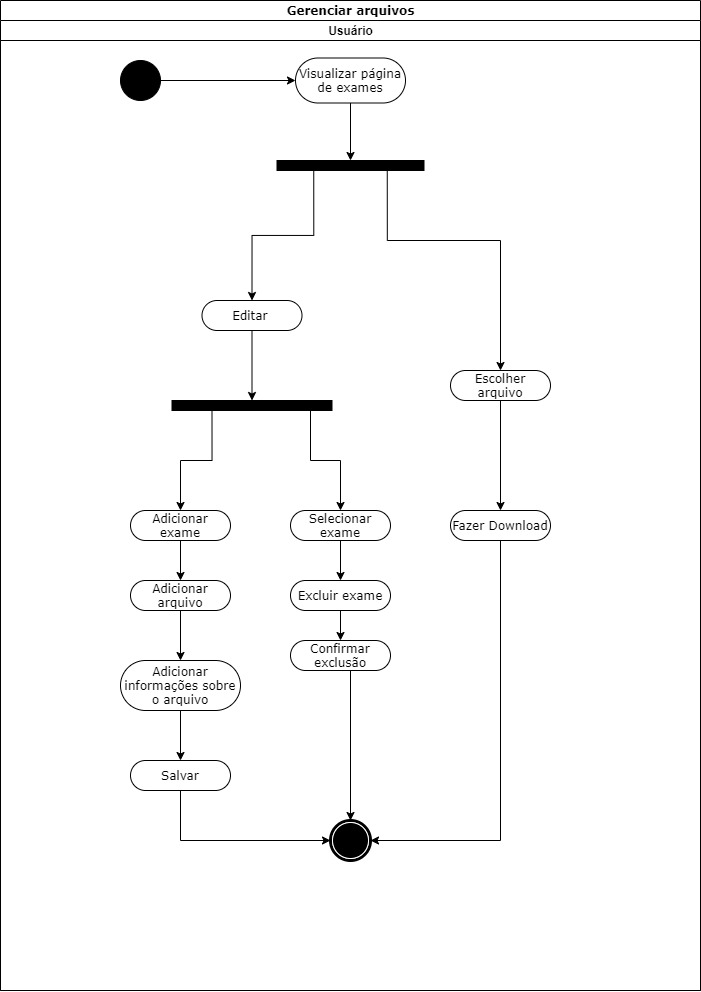 Gerenciar arquivos
Usuário
Visualizar página
de exames
Editar
Escolher
arquivo
Adicionar
exame
Selecionar
exame
Fazer Download
Adicionar
arquivo
Excluir exame
Confirmar
exclusão
Adicionar
informações sobre
o arquivo
Salvar